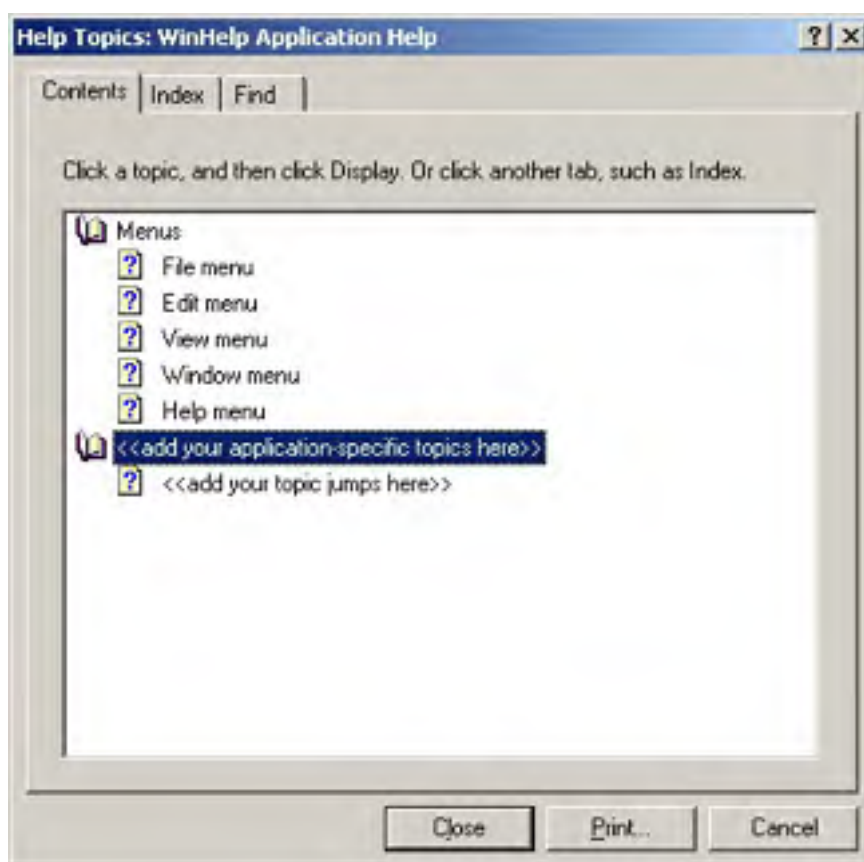 Help Topics: WinHelp Application Help
Contents Index Find
Click a topic, and then click Display. Or click another tab, such as Index.
Menus
File menu
Edit menu
View menu
Window menu
Help menu
<<add your application-specific topics here>>
<<add your topic jumps here>>
Close Print... Cancel